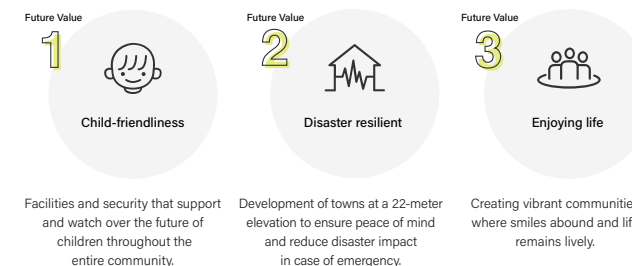 Future Value
1
Child-friendliness
Facilities and security that support
and watch over the future of
children throughout the
entire community.
Future Value
2
Disaster resilient
Development of towns at a 22-meter
elevation to ensure peace of mind
and reduce disaster impact
in case of emergency.
Future Value
3
Enjoying life
Creating vibrant
where smiles abound and
remains lively.